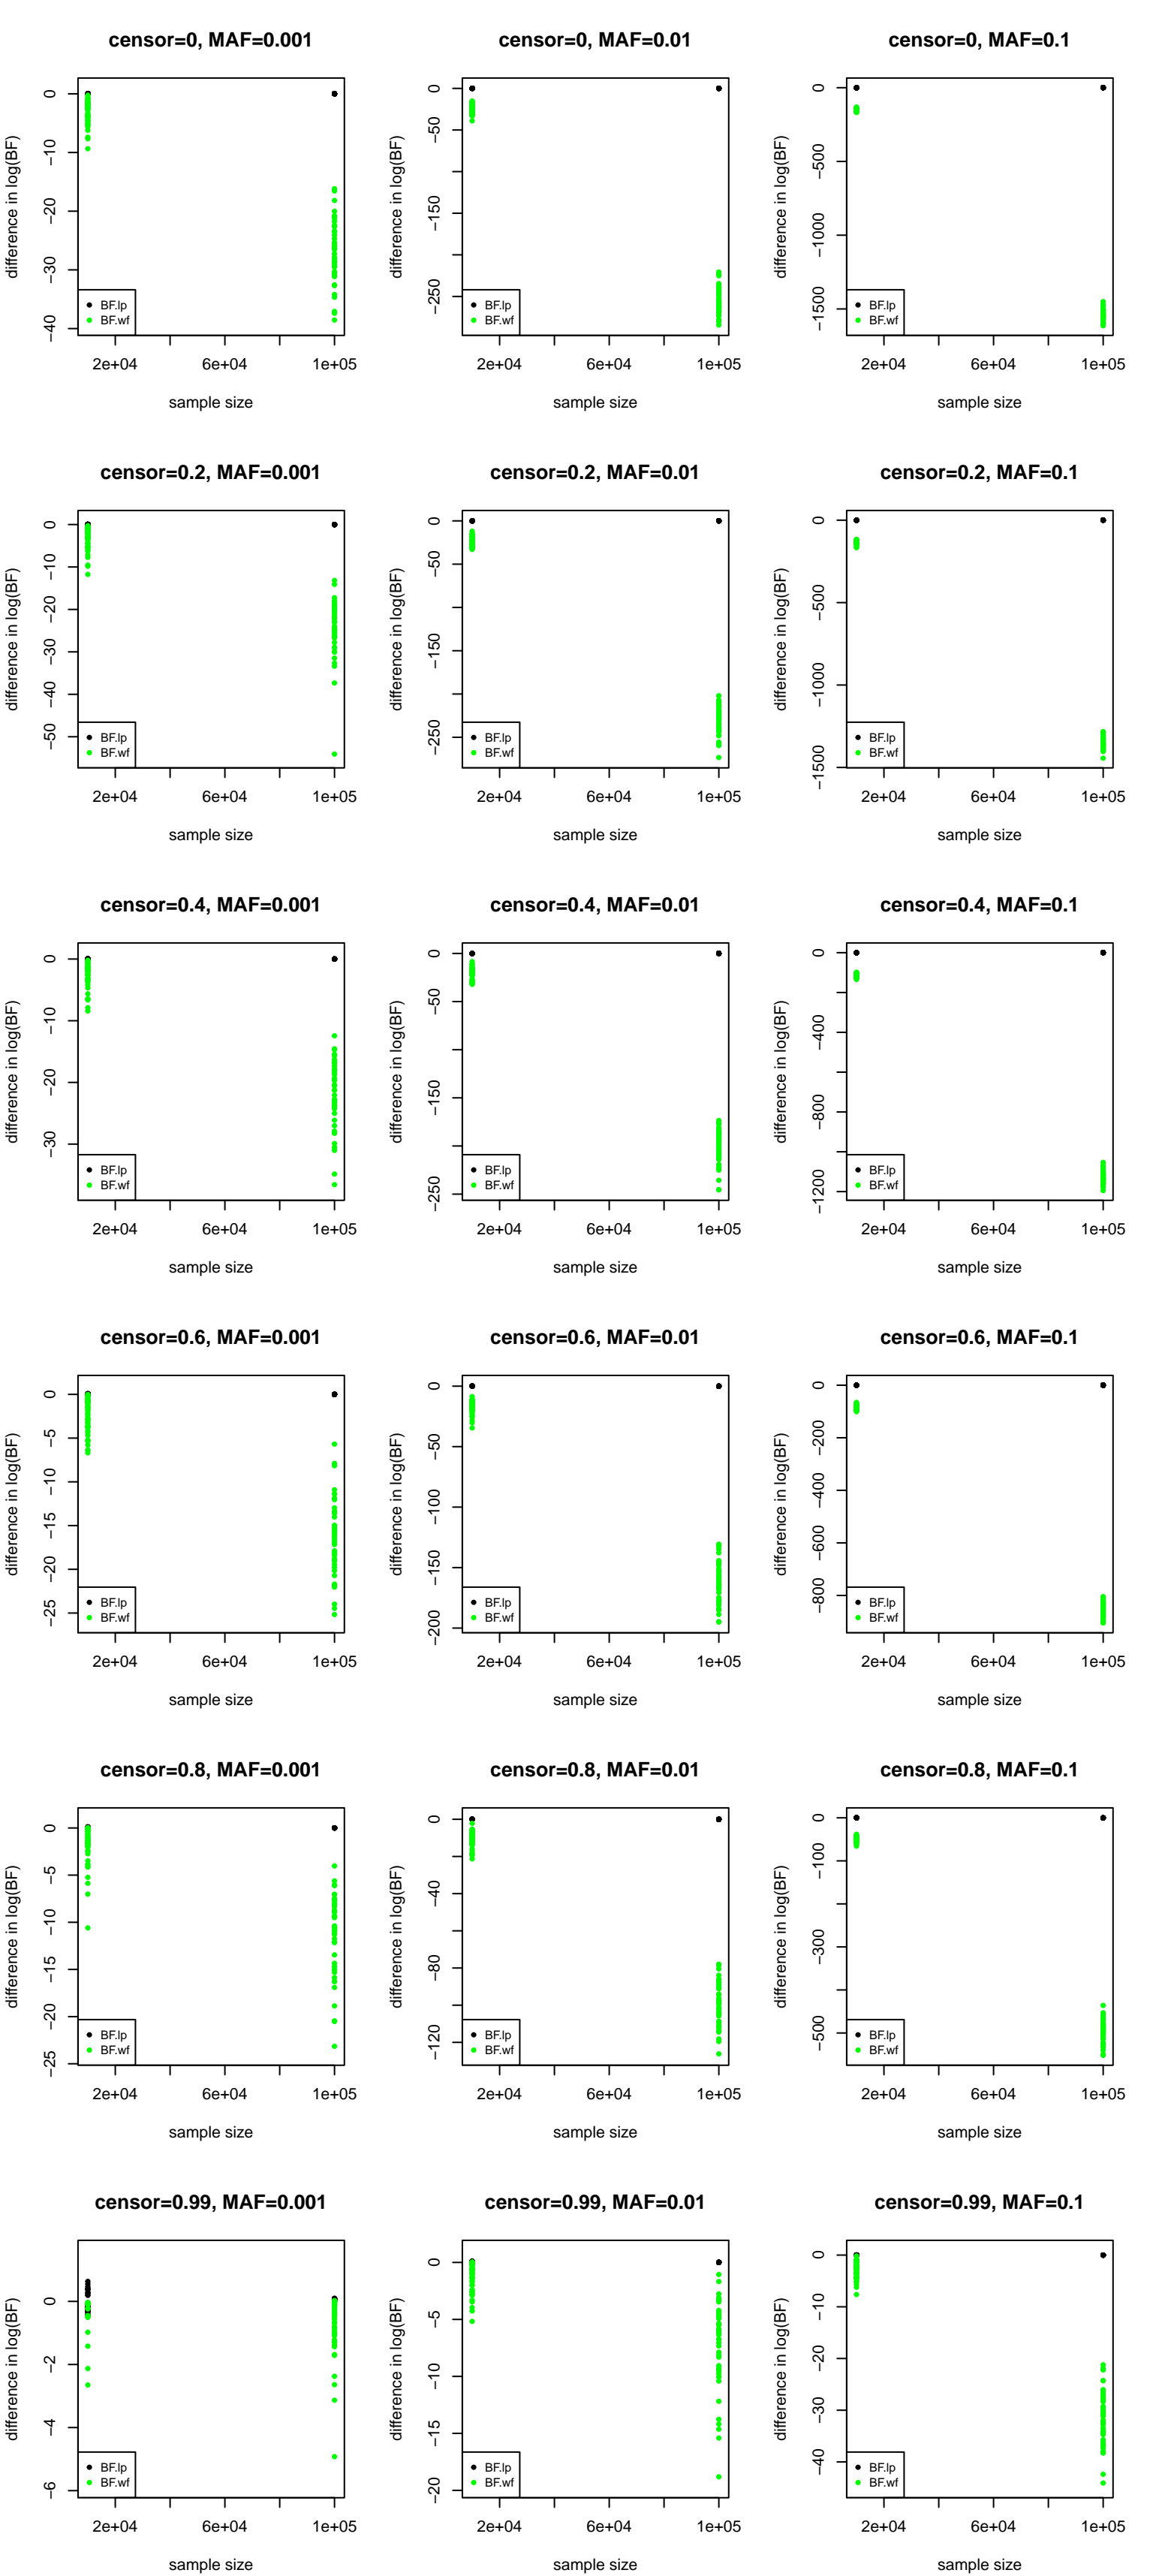 censor=0, MAF=0.001
difference in log(BF)
0
−10
−20
−30
−40
BF.lp
BF.wf
2e+04 6e+04 1e+05
sample size
censor=0, MAF=0.01
difference in log(BF)
0
−50
−150
−250
BF.lp
BF.wf
2e+04 6e+04 1e+05
sample size
censor=0, MAF=0.1
difference in log(BF)
0
−500
−1000
−1500
BF.lp
BF.wf
2e+04 6e+04 1e+05
sample size
censor=0.2, MAF=0.001
difference in log(BF)
0
−10
−20
−30
−40
−50
BF.lp
BF.wf
2e+04 6e+04 1e+05
sample size
censor=0.2, MAF=0.01
difference in log(BF)
0
−50
−150
−250
BF.lp
BF.wf
2e+04 6e+04 1e+05
sample size
censor=0.2, MAF=0.1
difference in log(BF)
0
−500
−1000
−1500
BF.lp
BF.wf
2e+04 6e+04 1e+05
sample size
censor=0.4, MAF=0.001
difference in log(BF)
0
−10
−20
−30
BF.lp
BF.wf
2e+04 6e+04 1e+05
sample size
censor=0.4, MAF=0.01
difference in log(BF)
0
−50
−150
−250
BF.lp
BF.wf
2e+04 6e+04 1e+05
sample size
censor=0.4, MAF=0.1
difference in log(BF)
0
−400
−800
−1200
BF.lp
BF.wf
2e+04 6e+04 1e+05
sample size
censor=0.6, MAF=0.001
difference in log(BF)
0
−5
−10
−15
−20
−25
BF.lp
BF.wf
2e+04 6e+04 1e+05
sample size
censor=0.6, MAF=0.01
difference in log(BF)
0
−50
−100
−150
−200
BF.lp
BF.wf
2e+04 6e+04 1e+05
sample size
censor=0.6, MAF=0.1
difference in log(BF)
0
−200
−400
−600
−800
BF.lp
BF.wf
2e+04 6e+04 1e+05
sample size
censor=0.8, MAF=0.001
difference in log(BF)
0
−5
−10
−15
−20
−25
BF.lp
BF.wf
2e+04 6e+04 1e+05
sample size
censor=0.8, MAF=0.01
difference in log(BF)
0
−40
−80
−120
BF.lp
BF.wf
2e+04 6e+04 1e+05
sample size
censor=0.8, MAF=0.1
difference in log(BF)
0
−100
−300
−500
BF.lp
BF.wf
2e+04 6e+04 1e+05
sample size
censor=0.99, MAF=0.001
difference in log(BF)
0
−2
−4
−6
BF.lp
BF.wf
2e+04 6e+04 1e+05
sample size
censor=0.99, MAF=0.01
difference in log(BF)
0
−5
−10
−15
−20
BF.lp
BF.wf
2e+04 6e+04 1e+05
sample size
censor=0.99, MAF=0.1
difference in log(BF)
0
−10
−20
−30
−40
BF.lp
BF.wf
2e+04 6e+04 1e+05
sample size